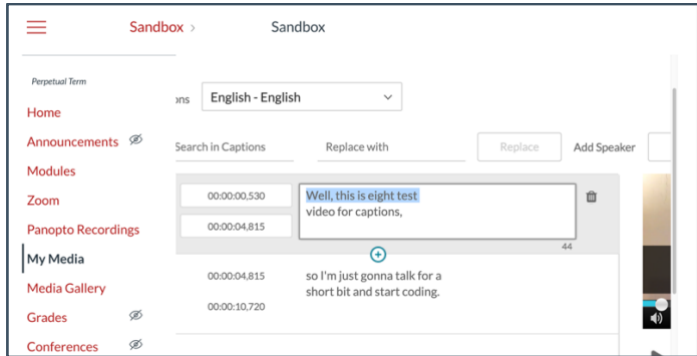 Sandbox > Sandbox
Perpetual Term
Home
Announcements
Modules
Zoom
Panopto Recordings
My Media
Media Gallery
Grades
Conferences
ons English - English
Search in Captions Replace with Replace Add Speaker
00:00:00,530 Well, this is eight test
00:00:04,815 video for captions,
44
00:00:04,815 so I'm just gonna talk for a
00:00:10,720 short bit and start coding.